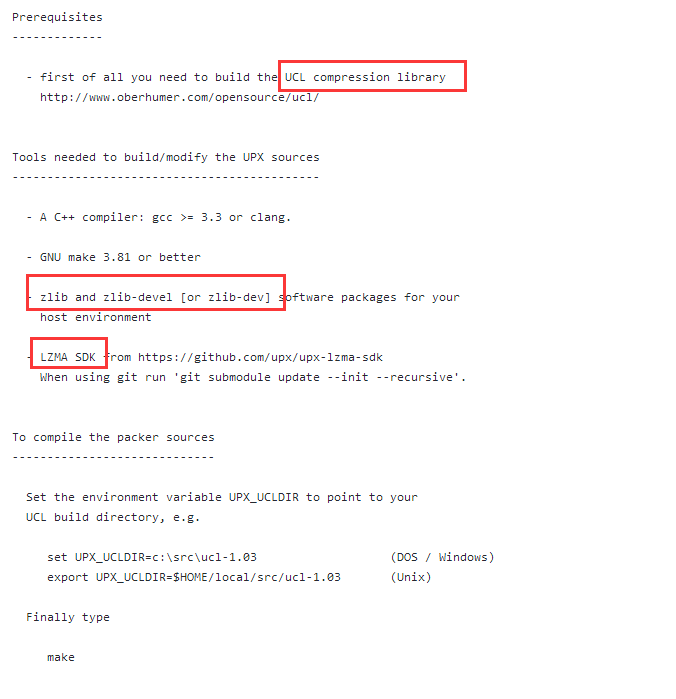 Prerequisites
-------------
- first of all you need to build the UCL compression library
http://www.oberhumer.com/opensource/ucl/
Tools needed to build/modify the UPX sources
--------------------------------------------
- A C++ compiler: gcc >= 3.3 or clang.
- GNU make 3.81 or better
- zlib and zlib-devel [or zlib-dev] software packages for your
host environment
- LZMA SDK from https://github.com/upx/upx-lzma-sdk
When using git run 'git submodule update --init --recursive'.
To compile the packer sources
-----------------------------
Set the environment variable UPX_UCLDIR to point to your
UCL build directory, e.g.
set UPX_UCLDIR=c:\src\ucl-1.03 (DOS / Windows)
export UPX_UCLDIR=$HOME/local/src/ucl-1.03 (Unix)
Finally type
make